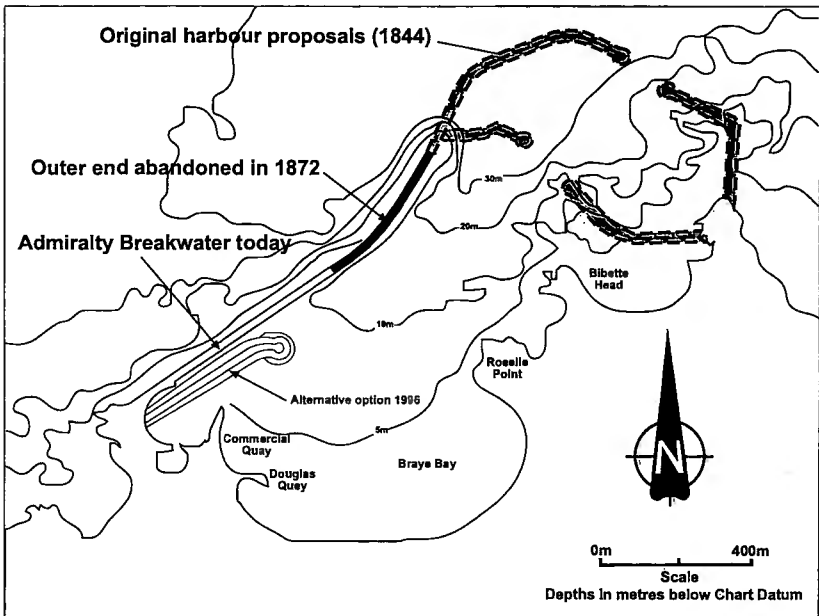 Original harbour proposals (1844)
Outer end abandoned in 1872
Admiralty Breakwater today
30m
20m
Bibette
Head
10m
Roselle
Point
Alternative option 1996
5m
Commercial
Quay
Braye Bay
Douglas
Quey
N
0m 400m
Scale
Depths in metres below Chart Datum